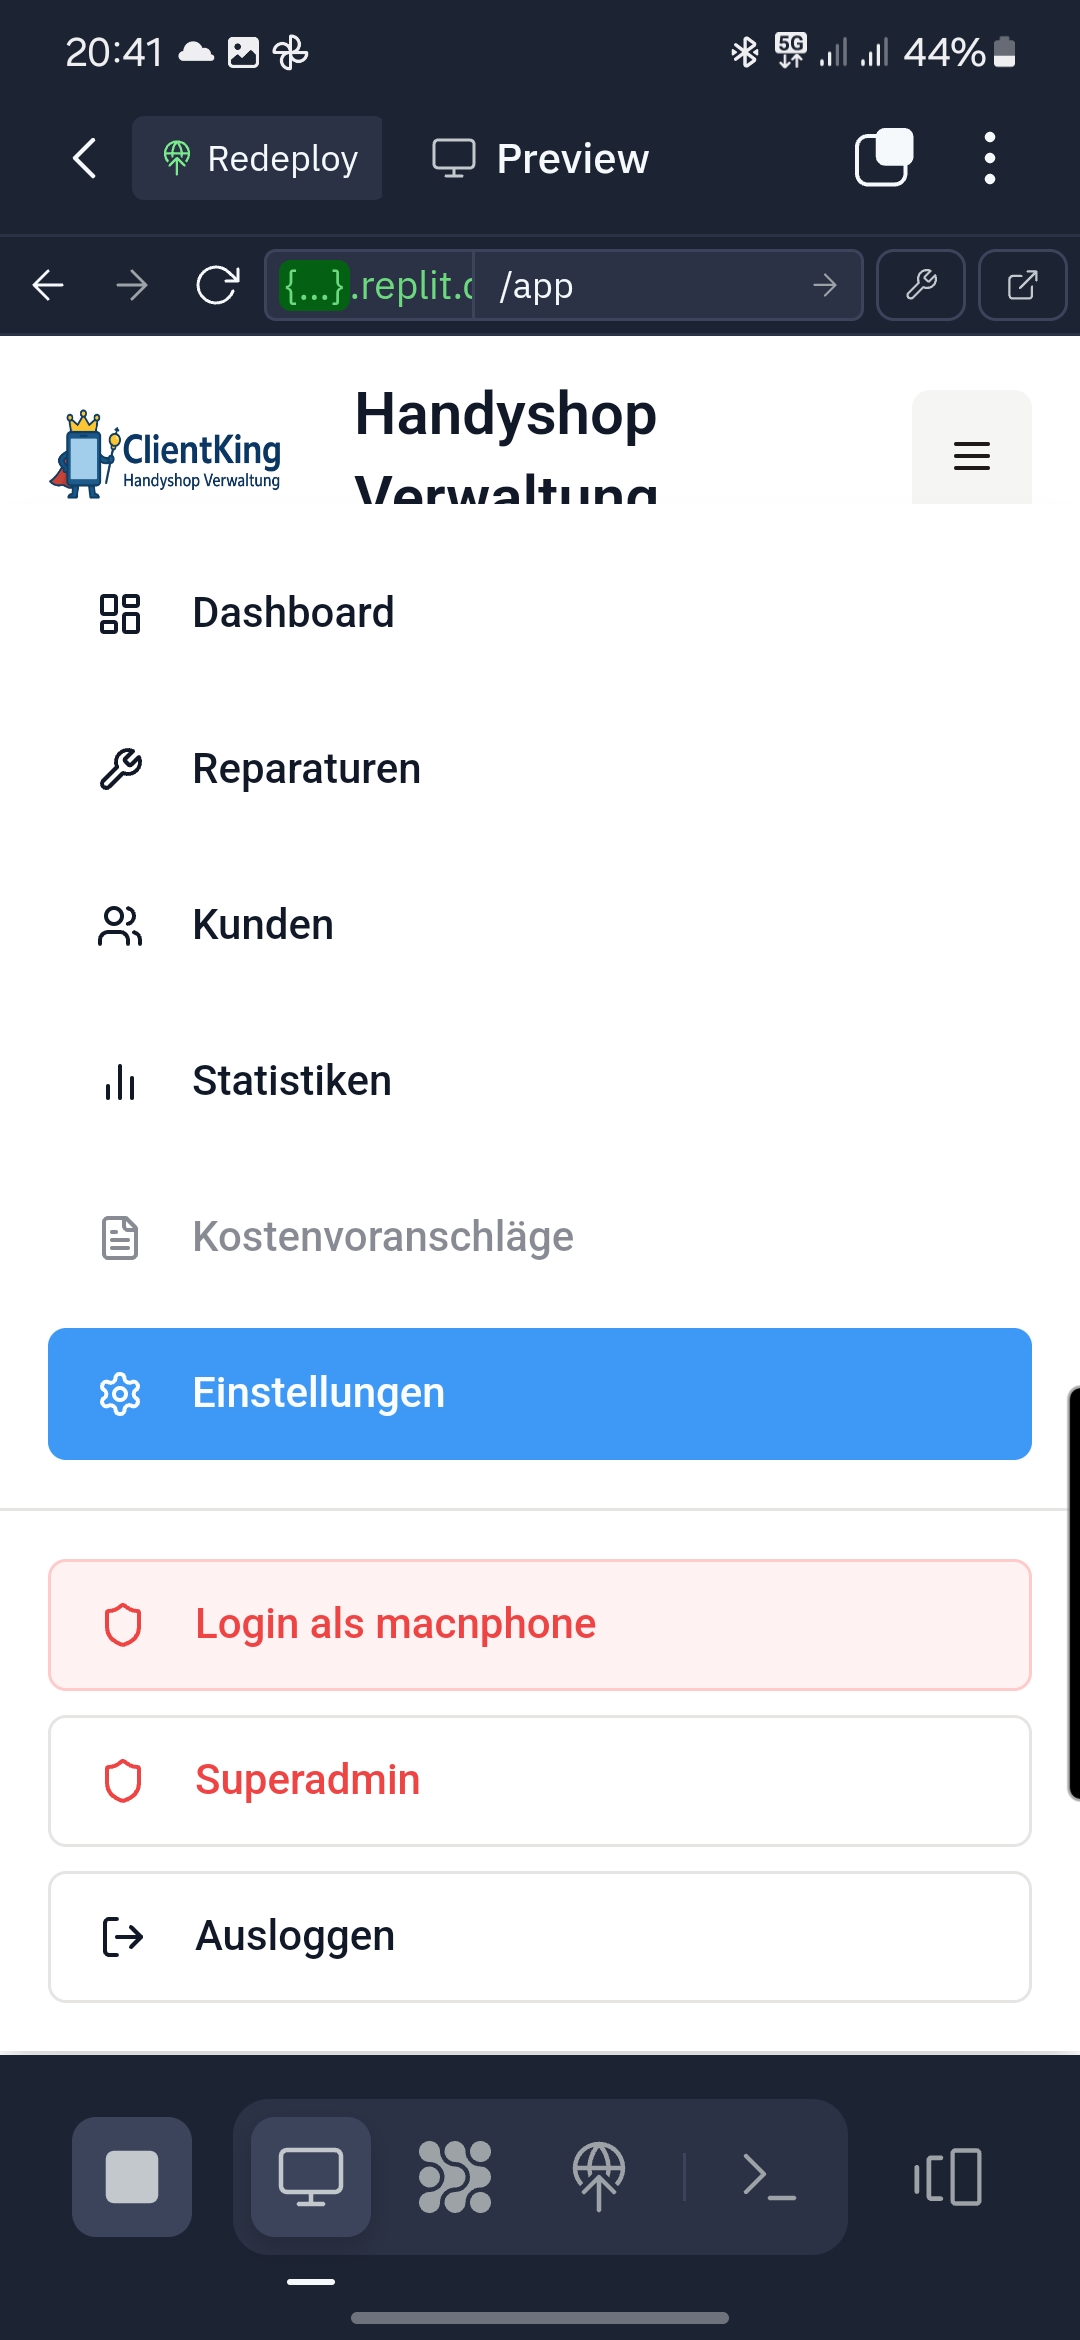 20:41
5G
44%
Redeploy
Preview
{...}.replit.
/app
ClientKing
Handyshop Verwaltung
Handyshop
Verwaltung
Dashboard
Reparaturen
Kunden
Statistiken
Kostenvoranschläge
Einstellungen
Login als macnphone
Superadmin
Ausloggen